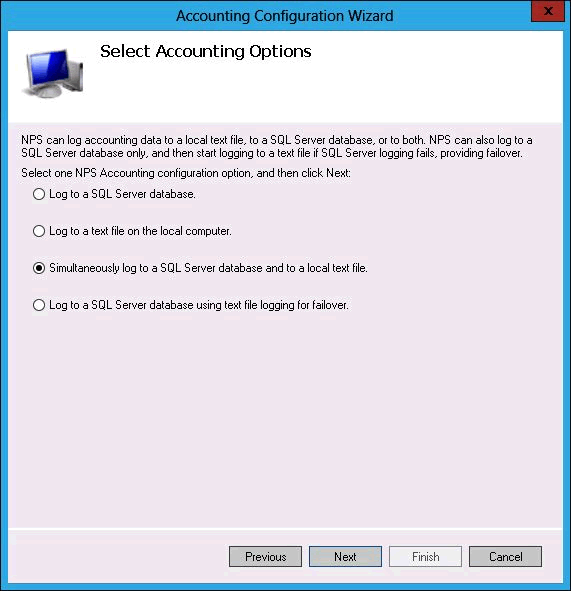 Accounting Configuration Wizard
x
Select Accounting Options
NPS can log accounting data to a local text file, to a SQL Server database, or to both. NPS can also log to a
SQL Server database only, and then start logging to a text file if SQL Server logging fails, providing failover.
Select one NPS Accounting configuration option, and then click Next:
Log to a SQL Server database.
Log to a text file on the local computer.
Simultaneously log to a SQL Server database and to a local text file.
Log to a SQL Server database using text file logging for failover.
Previous Next Finish Cancel